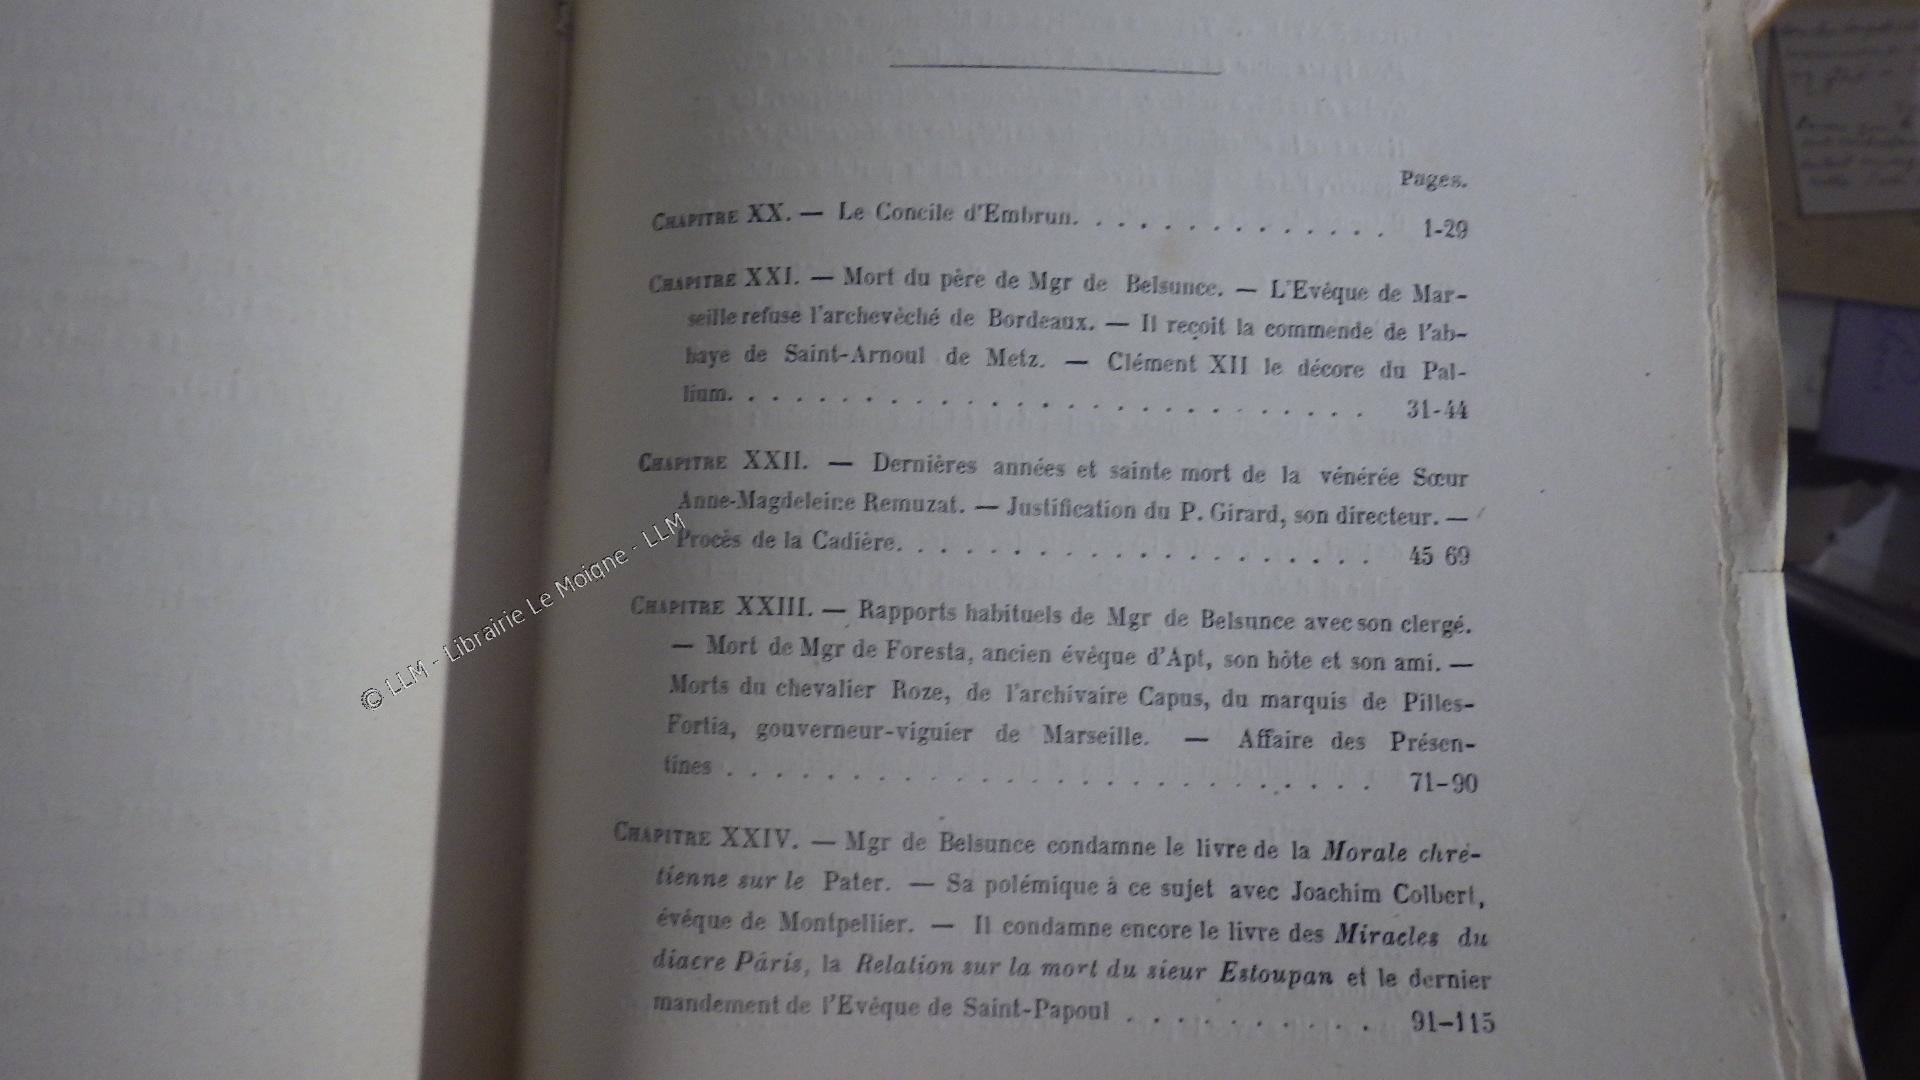 Pages.
CHAPITRE XX. — Le Concile d'Embrun. . . . . . . . . . . . . . 1-29
CHAPITRE XXI. — Mort du père de Mgr de Belsunce. — L'Evêque de Mar-
seille refuse l'archevêché de Bordeaux. — Il reçoit la commende de l'ab-
baye de Saint-Arnoul de Metz. — Clément XII le décore du Pal-
lium. . . . . . . . . . . . . . . . . . . . . . . . . . . . 31-44
CHAPITRE XXII. — Dernières années et sainte mort de la vénérée Sœur
Anne-Magdeleine Remuzat. — Justification du P. Girard, son directeur. —
Procès de la Cadière. . . . . . . . . . . . . . . . . . . . . 45 69
CHAPITRE XXIII. — Rapports habituels de Mgr de Belsunce avec son clergé.
— Mort de Mgr de Foresta, ancien évêque d'Apt, son hôte et son ami. —
Morts du chevalier Roze, de l'archivaire Capus, du marquis de Pilles-
Fortia, gouverneur-viguier de Marseille. — Affaire des Présen-
tines . . . . . . . . . . . . . . . . . . . . . . . . . . . 71-90
CHAPITRE XXIV. — Mgr de Belsunce condamne le livre de la Morale chré-
tienne sur le Pater. — Sa polémique à ce sujet avec Joachim Colbert,
évêque de Montpellier. — Il condamne encore le livre des Miracles du
diacre Pâris, la Relation sur la mort du sieur Estoupan et le dernier
mandement de l'Evêque de Saint-Papoul . . . . . . . . . . . 91-115
© LLM - Librairie Le Moigne - LLM